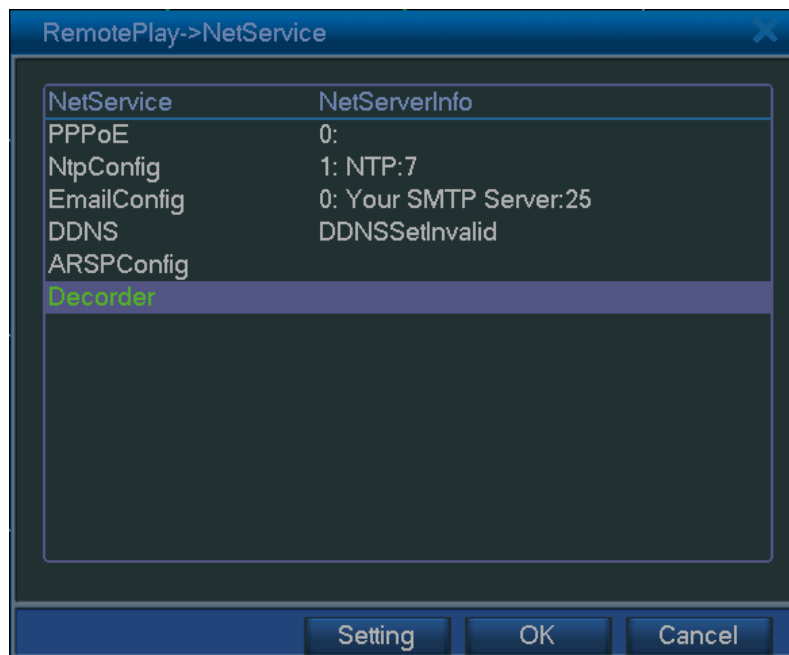 RemotePlay->NetService
NetService NetServerInfo
PPPoE 0:
NtpConfig 1: NTP:7
EmailConfig 0: Your SMTP Server:25
DDNS DDNSSetInvalid
ARSPConfig
Decorder
Setting OK Cancel